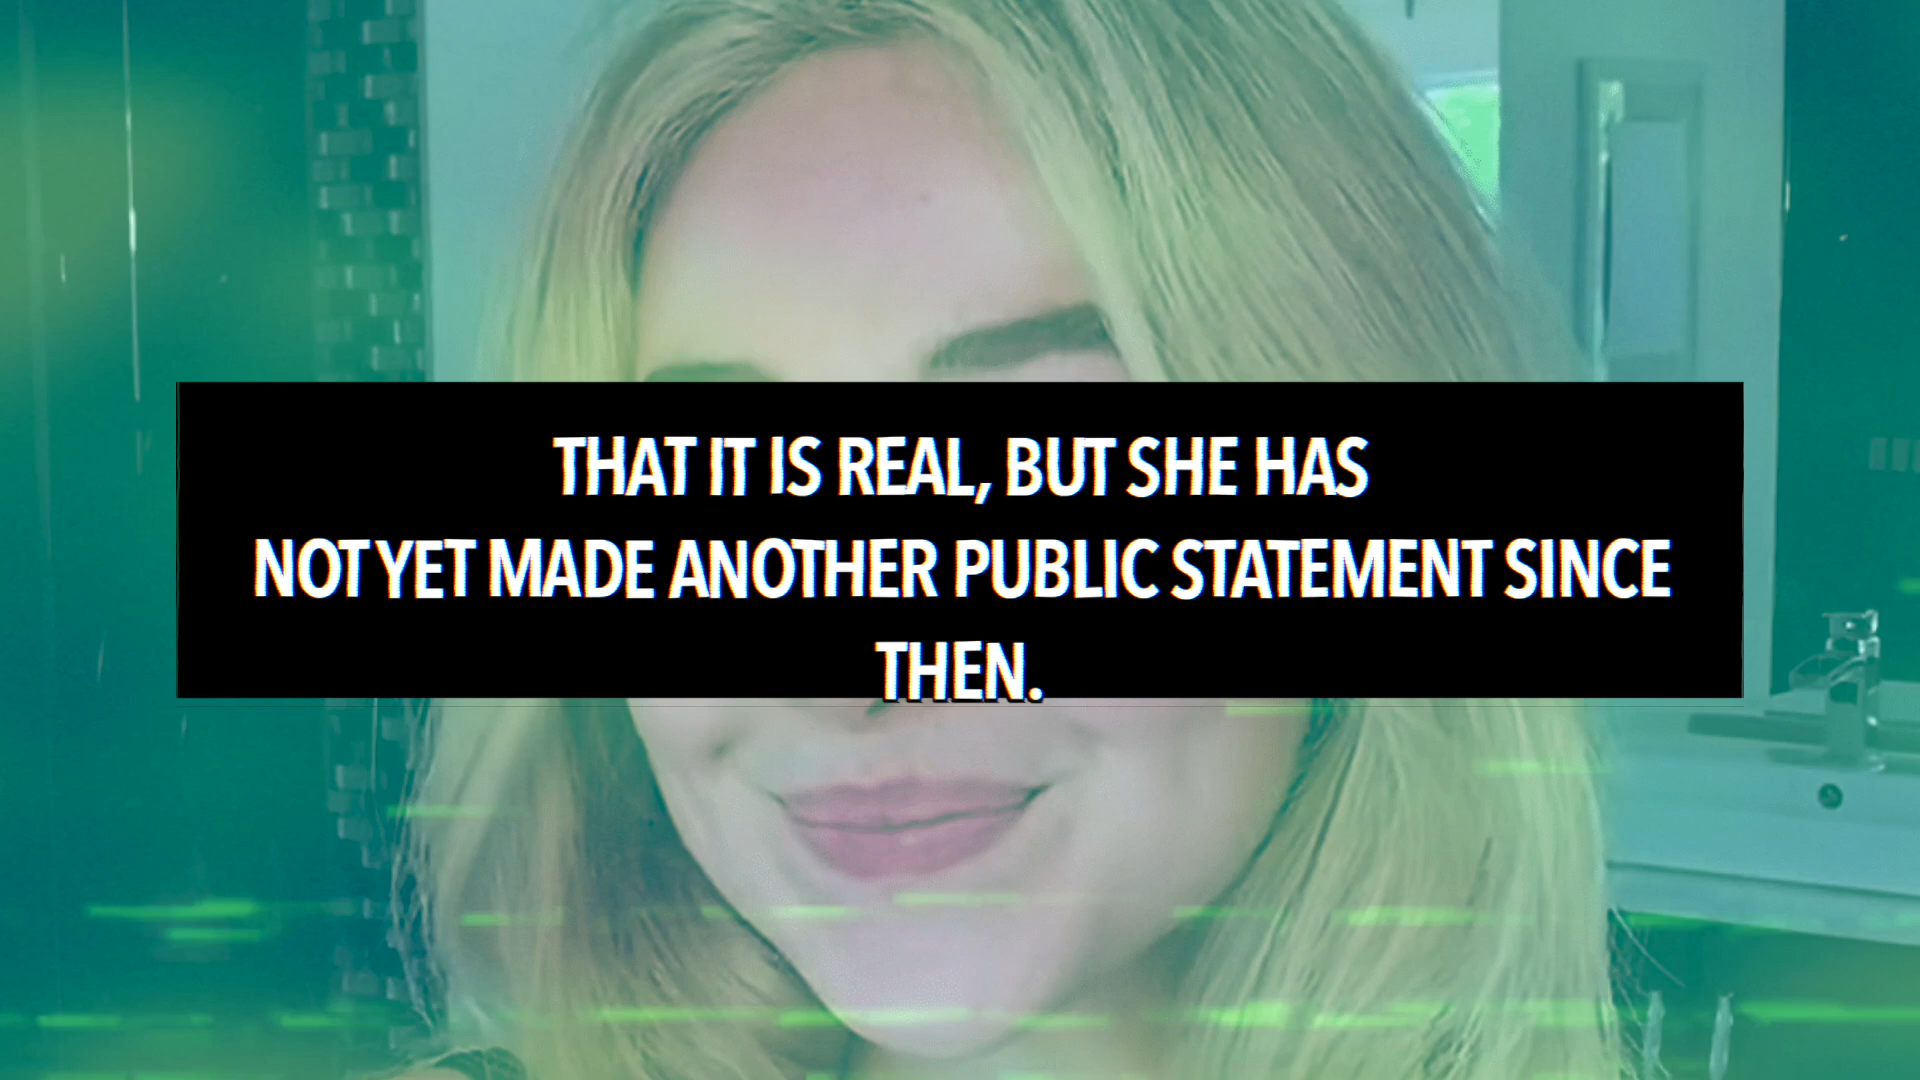 THAT IT IS REAL, BUT SHE HAS
NOT YET MADE ANOTHER PUBLIC STATEMENT SINCE
THEN.